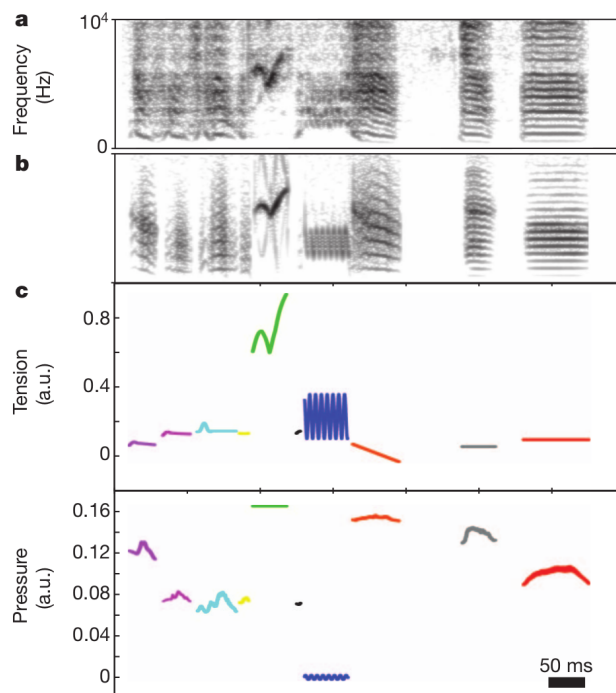 a
10⁴
Frequency
(Hz)
0
b
c
0.8
Tension
(a.u.)
0.4
0
0.16
0.12
Pressure
(a.u.)
0.08
0.04
0
50 ms